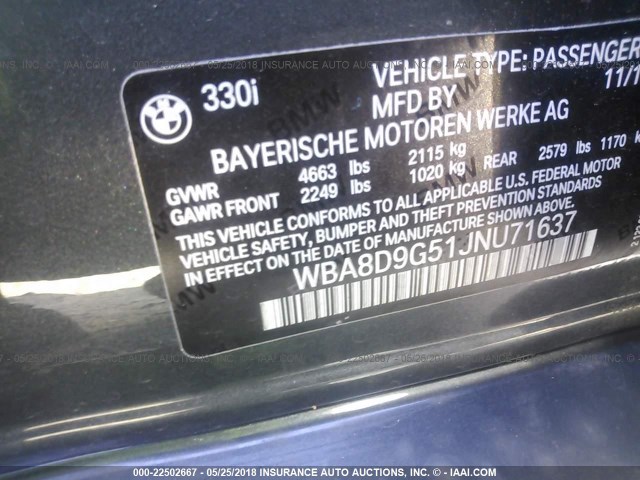 VEHICLE TYPE: PASSENGER
330i
MFD BY
11/1
BAYERISCHE MOTOREN WERKE AG
GVWR 4663 lbs 2115 kg
GAWR FRONT 2249 lbs 1020 kg REAR 2579 lbs 1170 k
THIS VEHICLE CONFORMS TO ALL APPLICABLE U.S. FEDERAL MOTOR
VEHICLE SAFETY, BUMPER, AND THEFT PREVENTION STANDARDS
IN EFFECT ON THE DATE OF MANUFACTURE SHOWN ABOVE.
WBA8D9G51JNU71637
000-22502667 - 05/25/2018 INSURANCE AUTO AUCTIONS, INC. - © - IAAI.COM